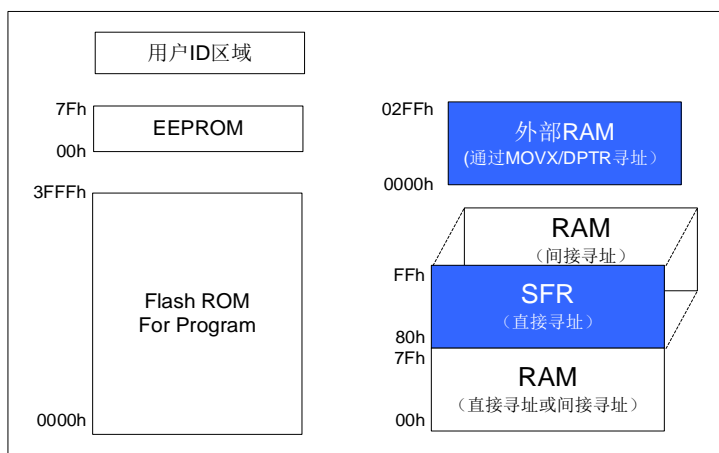 用户ID区域
7Fh
EEPROM
00h
3FFFh
Flash ROM
For Program
0000h
02FFh
外部RAM
(通过MOVX/DPTR寻址）
0000h
RAM
（间接寻址）
FFh
SFR
（直接寻址）
80h
7Fh
RAM
（直接寻址或间接寻址）
00h